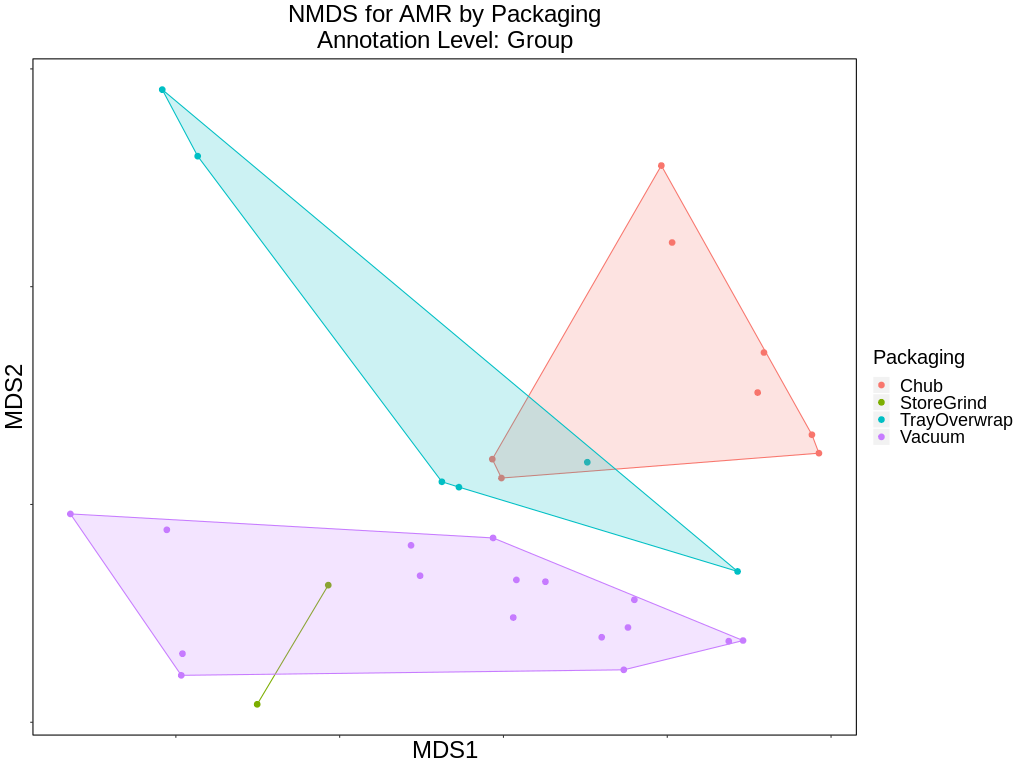 NMDS for AMR by Packaging
Annotation Level: Group
MDS2
MDS1
Packaging
Chub
StoreGrind
TrayOverwrap
Vacuum